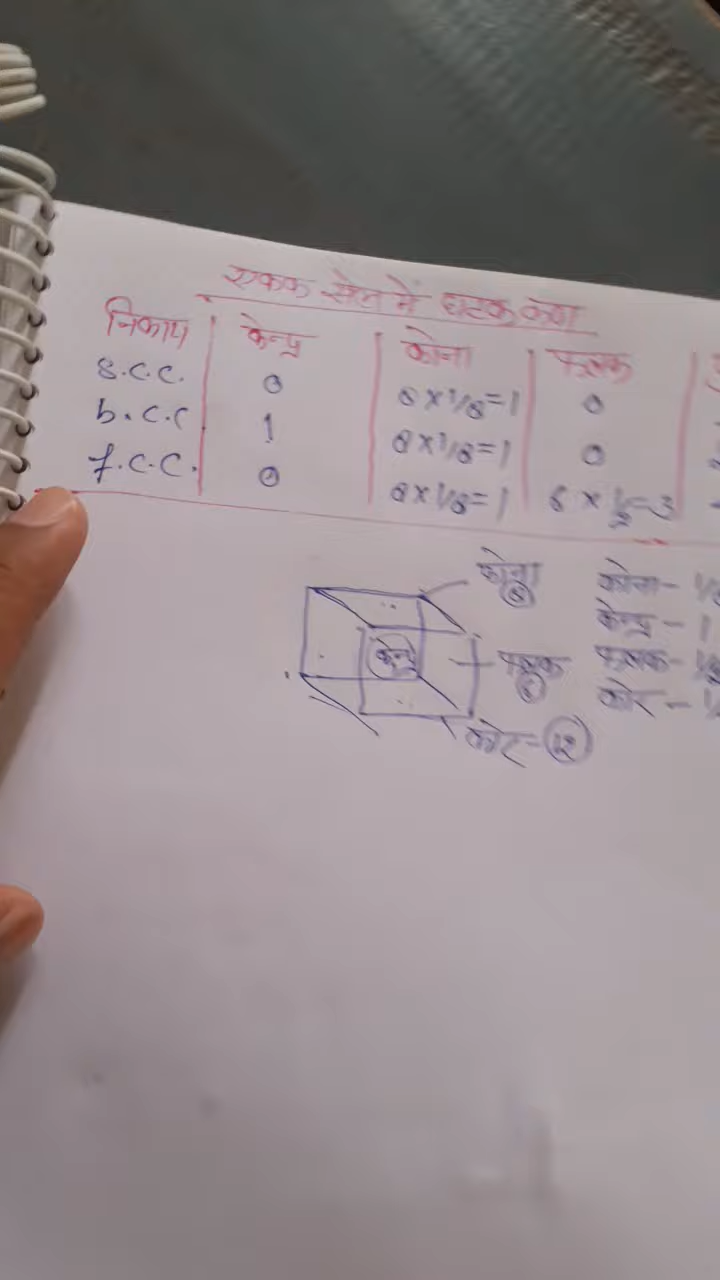 एकक सेल में घटक कण
निकाय केन्द्र कोना फलक
s.c.c. 0 8 × 1/8 = 1 0
b.c.c. 1 8 × 1/8 = 1 0
f.c.c. 0 8 × 1/8 = 1 6 × 1/2 = 3
कोना 8 कोना -
केन्द्र - 1
केन्द्र फलक फलक -
कोर - 12 कोर -